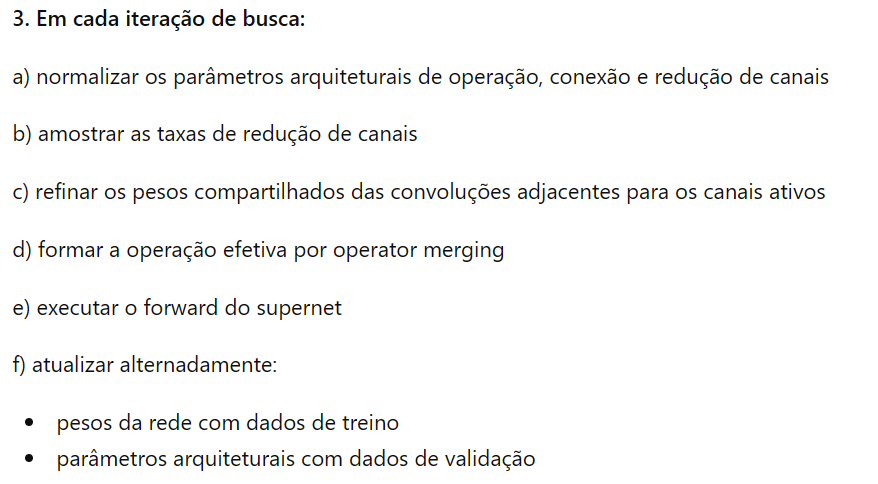 3. Em cada iteração de busca:
a) normalizar os parâmetros arquiteturais de operação, conexão e redução de canais
b) amostrar as taxas de redução de canais
c) refinar os pesos compartilhados das convoluções adjacentes para os canais ativos
d) formar a operação efetiva por operator merging
e) executar o forward do supernet
f) atualizar alternadamente:
• pesos da rede com dados de treino
• parâmetros arquiteturais com dados de validação